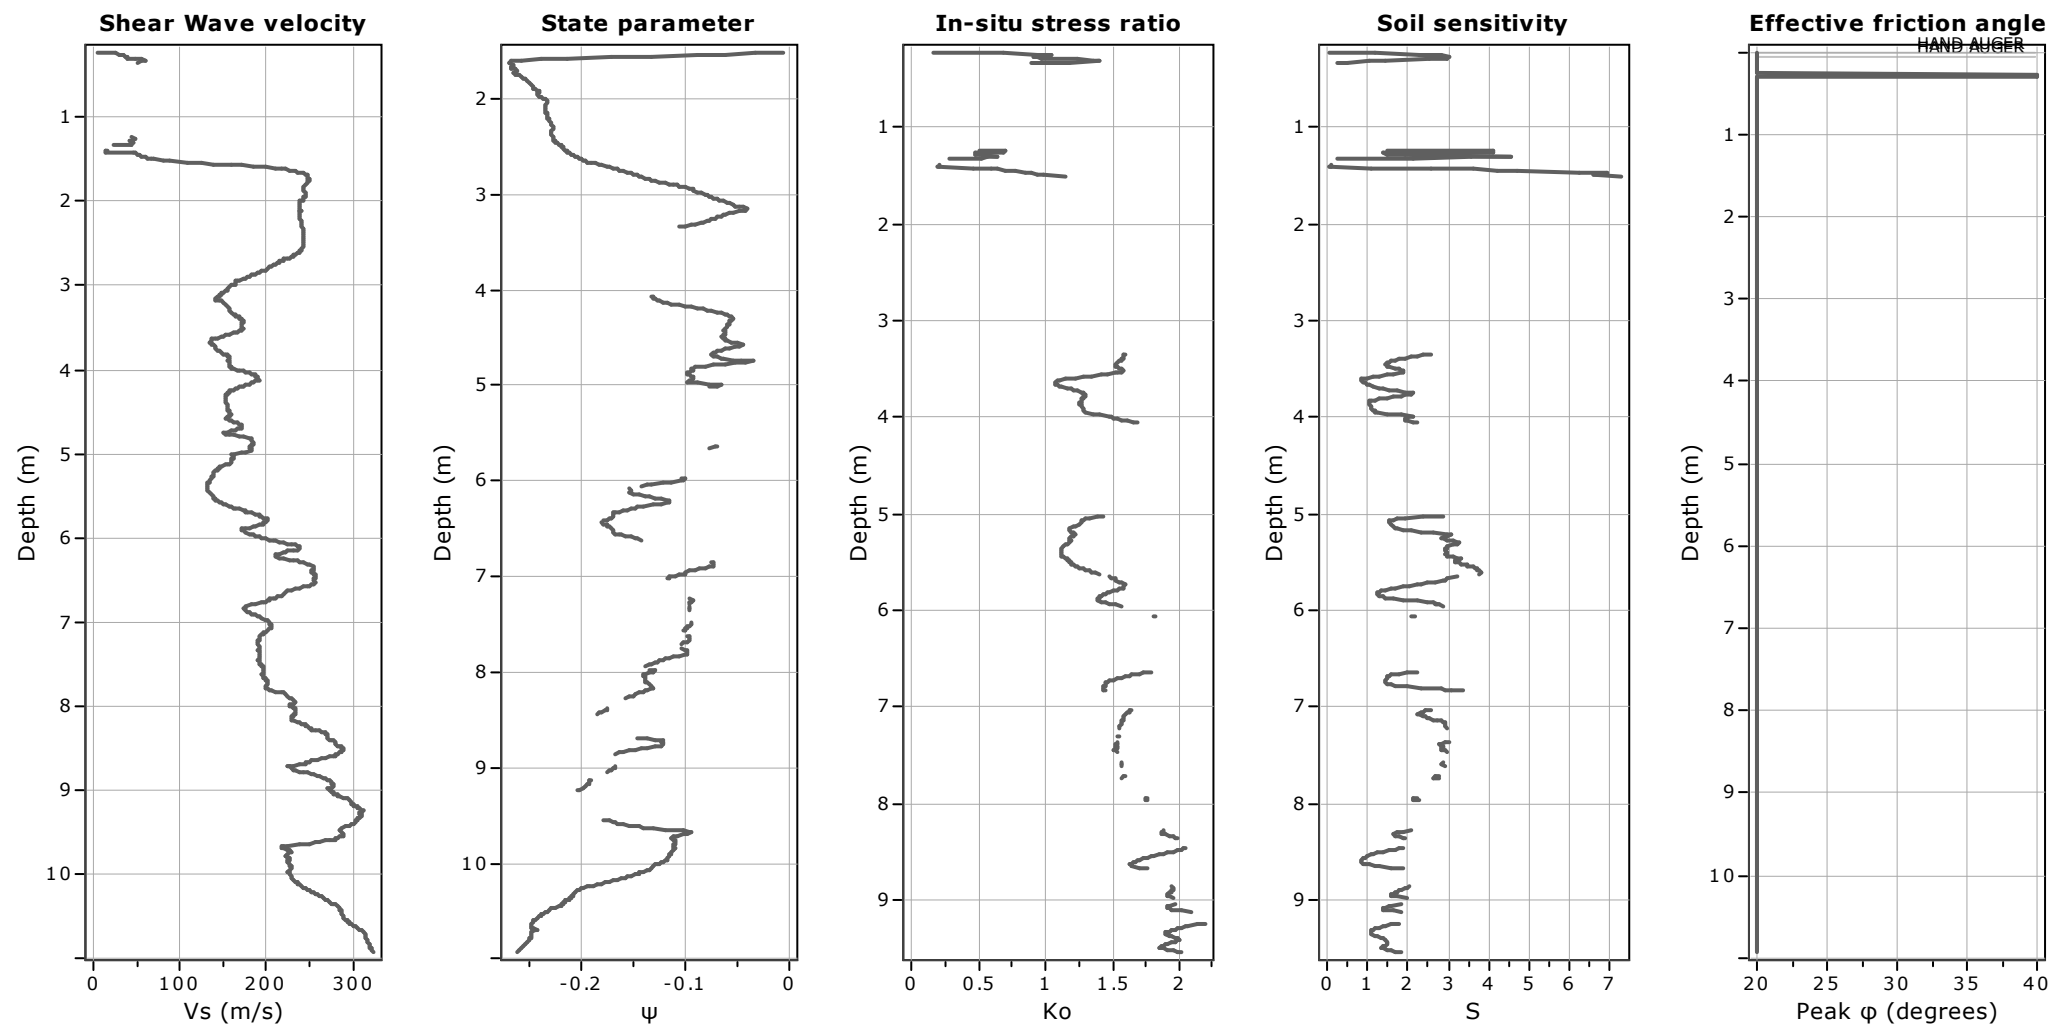 Shear Wave velocity
Depth (m)
1
2
3
4
5
6
7
8
9
10
0 100 200 300
Vs (m/s)
State parameter
Depth (m)
2
3
4
5
6
7
8
9
10
-0.2 -0.1 0
ψ
In-situ stress ratio
Depth (m)
1
2
3
4
5
6
7
8
9
0 0.5 1 1.5 2
Ko
Soil sensitivity
Depth (m)
1
2
3
4
5
6
7
8
9
0 1 2 3 4 5 6 7
S
Effective friction angle
HAND AUGER
HAND AUGER
Depth (m)
1
2
3
4
5
6
7
8
9
10
20 25 30 35 40
Peak φ (degrees)